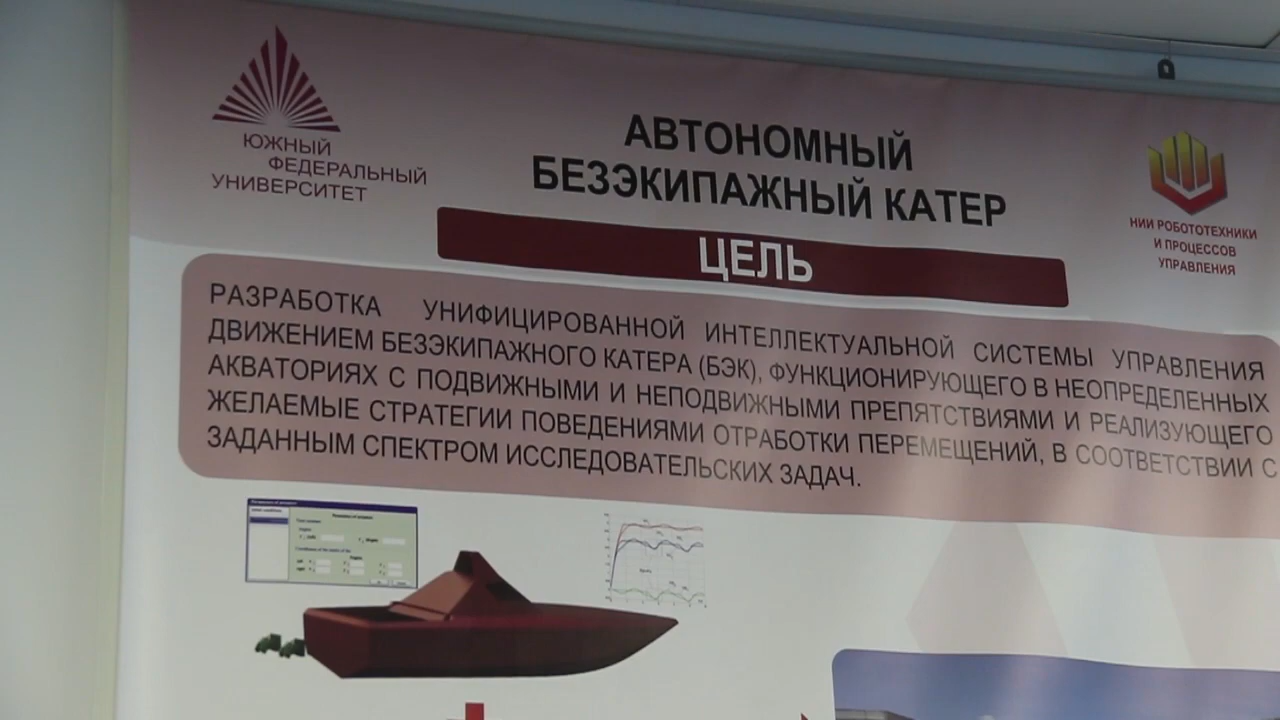 ЮЖНЫЙ
ФЕДЕРАЛЬНЫЙ
УНИВЕРСИТЕТ
АВТОНОМНЫЙ
БЕЗЭКИПАЖНЫЙ КАТЕР
НИИ РОБОТОТЕХНИКИ
И ПРОЦЕССОВ
УПРАВЛЕНИЯ
ЦЕЛЬ
РАЗРАБОТКА УНИФИЦИРОВАННОЙ ИНТЕЛЛЕКТУАЛЬНОЙ СИСТЕМЫ УПРАВЛЕНИЯ
ДВИЖЕНИЕМ БЕЗЭКИПАЖНОГО КАТЕРА (БЭК), ФУНКЦИОНИРУЮЩЕГО В НЕОПРЕДЕЛЕННЫХ
АКВАТОРИЯХ С ПОДВИЖНЫМИ И НЕПОДВИЖНЫМИ ПРЕПЯТСТВИЯМИ И РЕАЛИЗУЮЩЕГО
ЖЕЛАЕМЫЕ СТРАТЕГИИ ПОВЕДЕНИЯМИ ОТРАБОТКИ ПЕРЕМЕЩЕНИЙ, В СООТВЕТСТВИИ С
ЗАДАННЫМ СПЕКТРОМ ИССЛЕДОВАТЕЛЬСКИХ ЗАДАЧ.